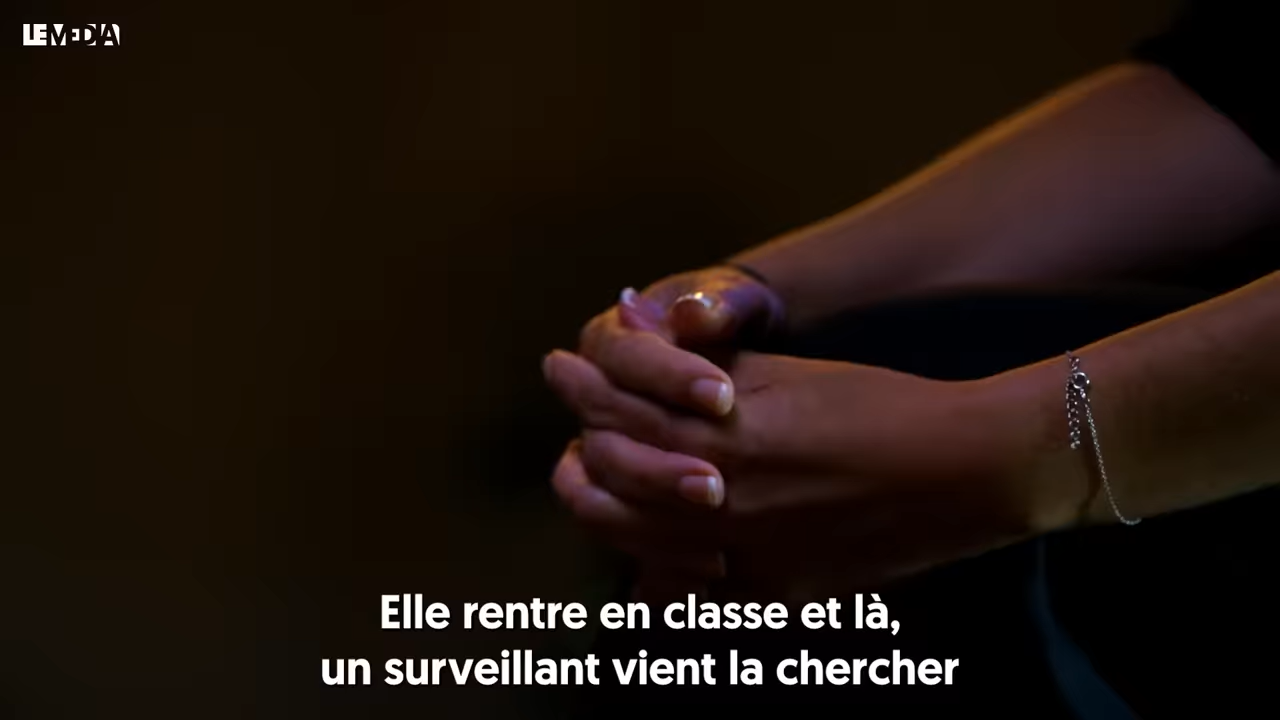 LEMEDIA
Elle rentre en classe et là,
un surveillant vient la chercher